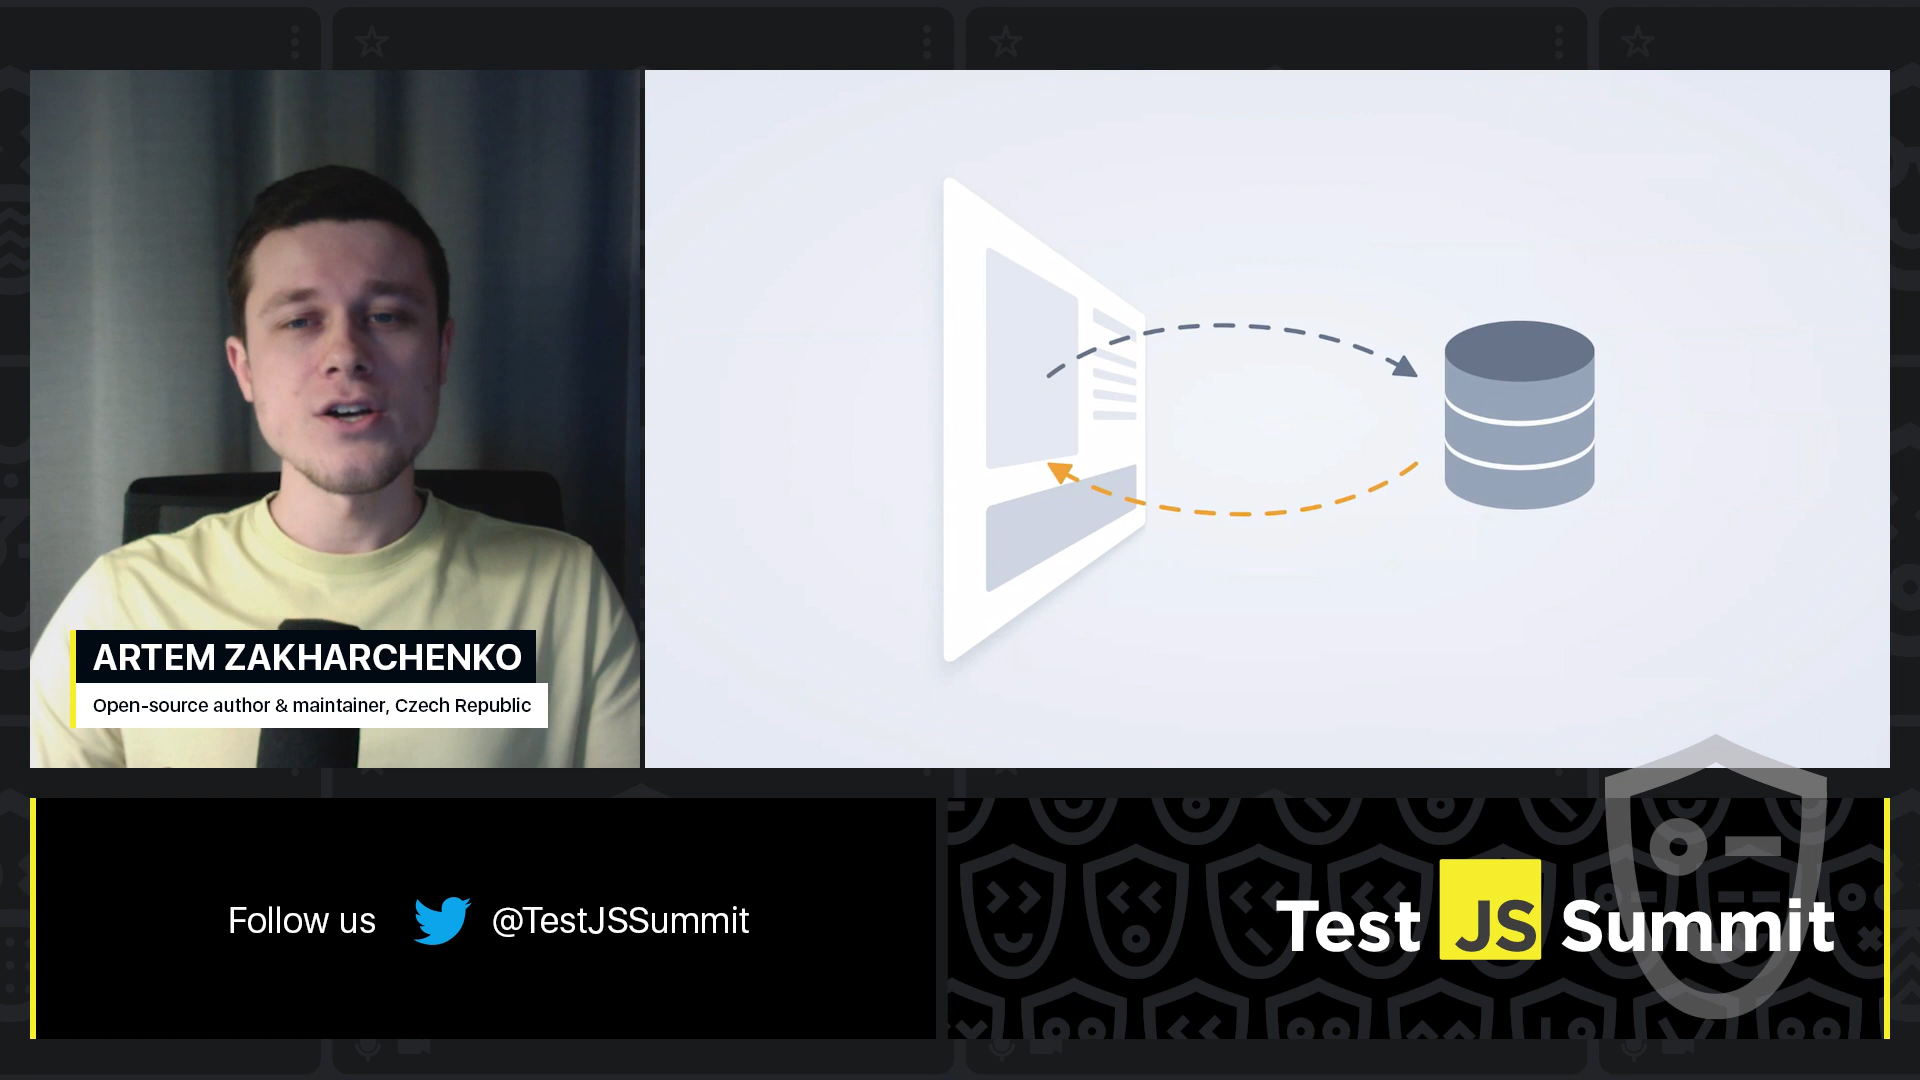 ARTEM ZAKHARCHENKO
Open-source author & maintainer, Czech Republic
Follow us @TestJSSummit
Test JS Summit